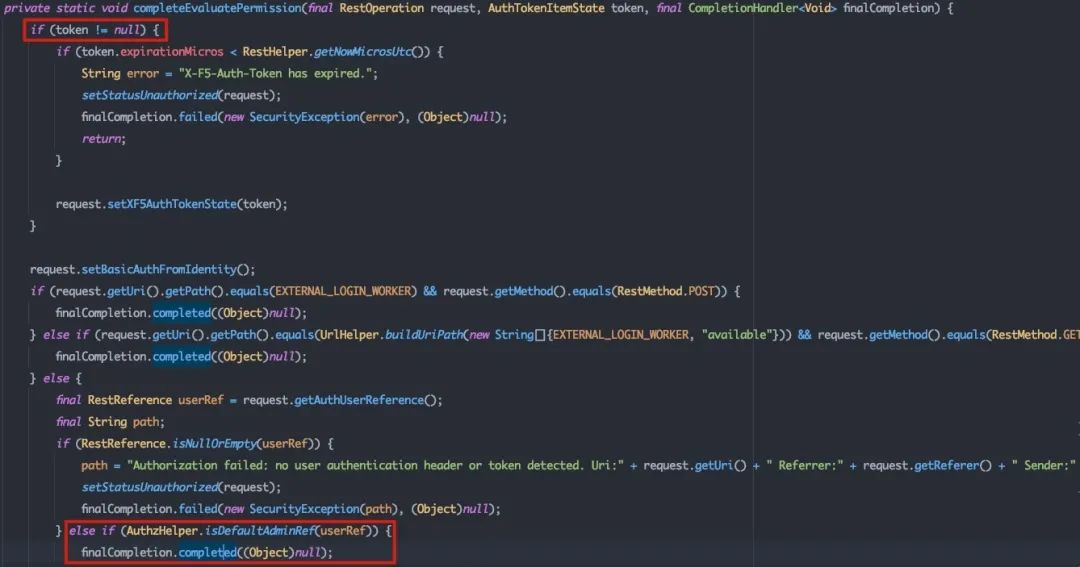 private static void completeEvaluatePermission(final RestOperation request, AuthTokenItemState token, final CompletionHandler<Void> finalCompletion) {
if (token != null) {
if (token.expirationMicros < RestHelper.getNowMicrosUtc()) {
String error = "X-F5-Auth-Token has expired.";
setStatusUnauthorized(request);
finalCompletion.failed(new SecurityException(error), (Object)null);
return;
}
request.setXF5AuthTokenState(token);
}
request.setBasicAuthFromIdentity();
if (request.getUri().getPath().equals(EXTERNAL_LOGIN_WORKER) && request.getMethod().equals(RestMethod.POST)) {
finalCompletion.completed((Object)null);
} else if (request.getUri().getPath().equals(UrlHelper.buildUriPath(new String[]{EXTERNAL_LOGIN_WORKER, "available"})) && request.getMethod().equals(RestMethod.GET
finalCompletion.completed((Object)null);
} else {
final RestReference userRef = request.getAuthUserReference();
final String path;
if (RestReference.isNullOrEmpty(userRef)) {
path = "Authorization failed: no user authentication header or token detected. Uri:" + request.getUri() + " Referrer:" + request.getReferer() + " Sender:"
setStatusUnauthorized(request);
finalCompletion.failed(new SecurityException(path), (Object)null);
} else if (AuthzHelper.isDefaultAdminRef(userRef)) {
finalCompletion.completed((Object)null);